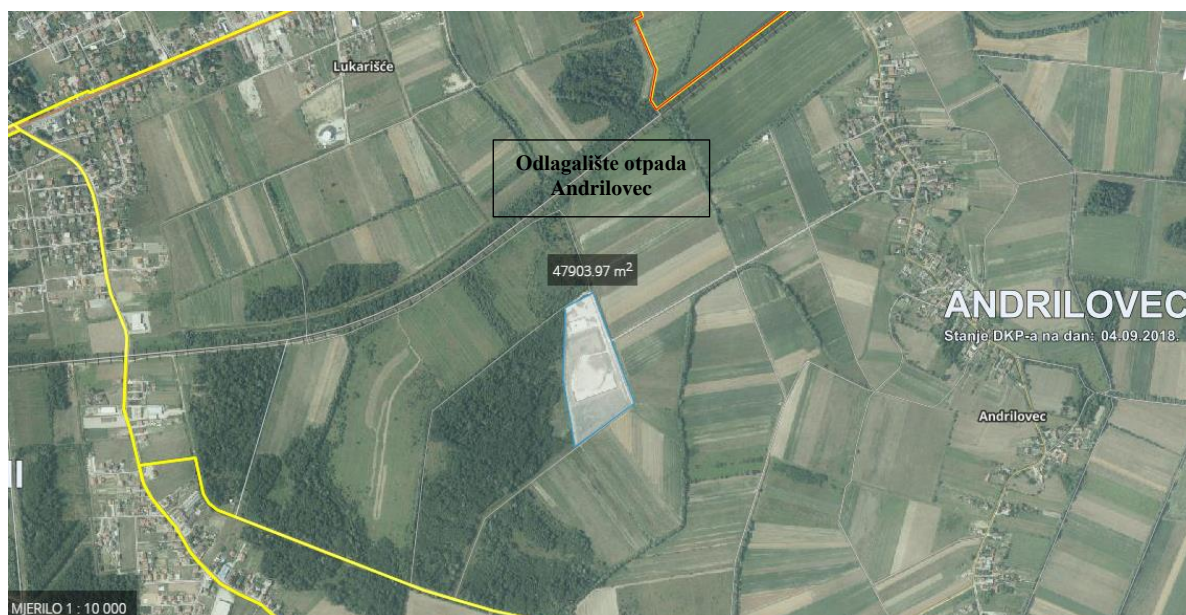 Lukarišće
Odlagalište otpada
Andrilovec
47903.97 m²
ANDRILOVEC
Stanje DKP-a na dan: 04.09.2018.
Andrilovec
MJERILO 1 : 10 000